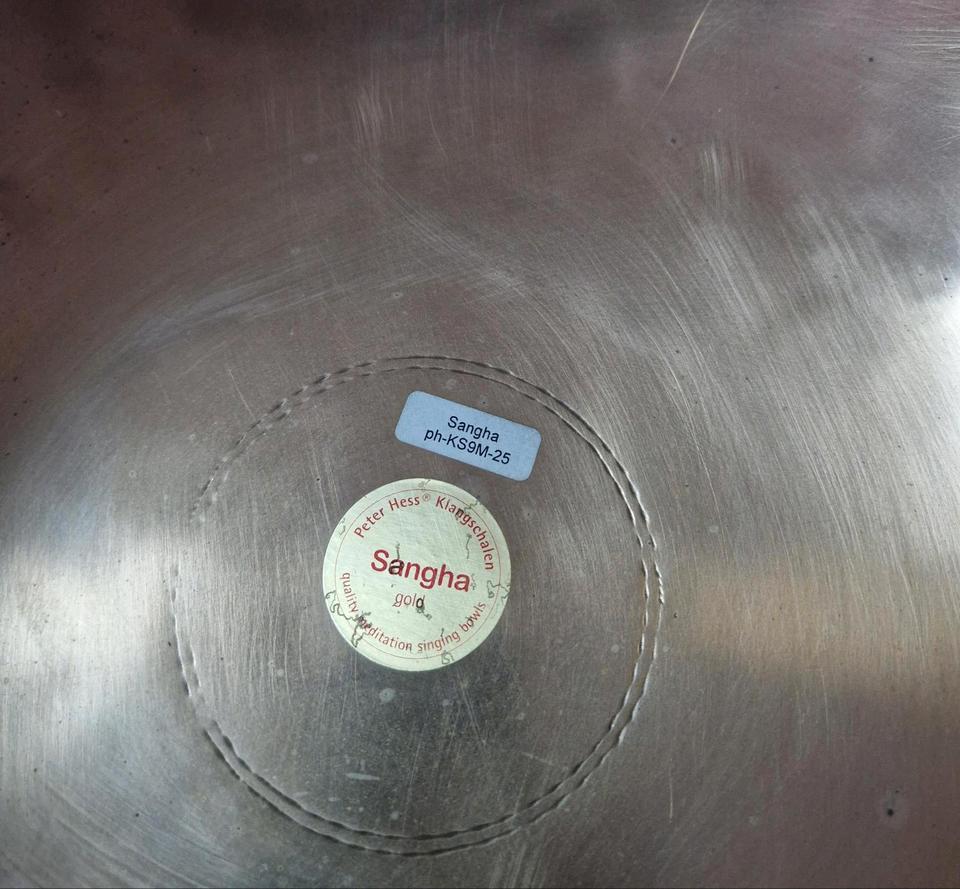 Sangha
ph-KS9M-25
Peter Hess® Klangschalen
Sangha
gold
quality meditation singing bowls